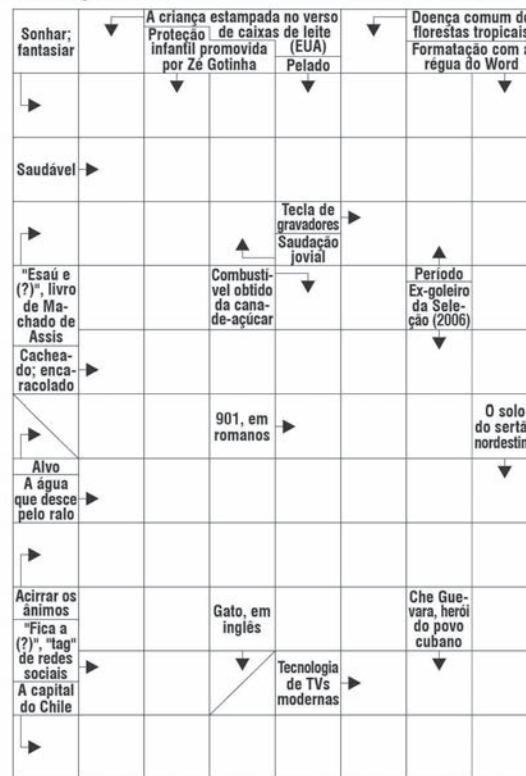 Sonhar;
fantasiar
A criança estampada no verso
de caixas de leite
(EUA)
Proteção
infantil promovida
por Zé Gotinha
Pelado
Doença comum
florestas tropicais
Formatação com
régua do Word
Saudável
Tecla de
gravadores
Saudação
jovial
"Esaú e
(?)", livro
de Ma-
chado de
Assis
Cachea-
do; enca-
racolado
Combustí-
vel obtido
da cana-
de-açúcar
Período
Ex-goleiro
da Sele-
ção (2006)
901, em
romanos
O solo
do
Alvo
A água
que desce
pelo ralo
Acirrar os
ânimos
"Fica a
(?)", "tag"
de redes
sociais
A capital
do Chile
Gato, em
inglês
Che Gue-
vara, herói
do povo
cubano
Tecnologia
de TVs
modernas